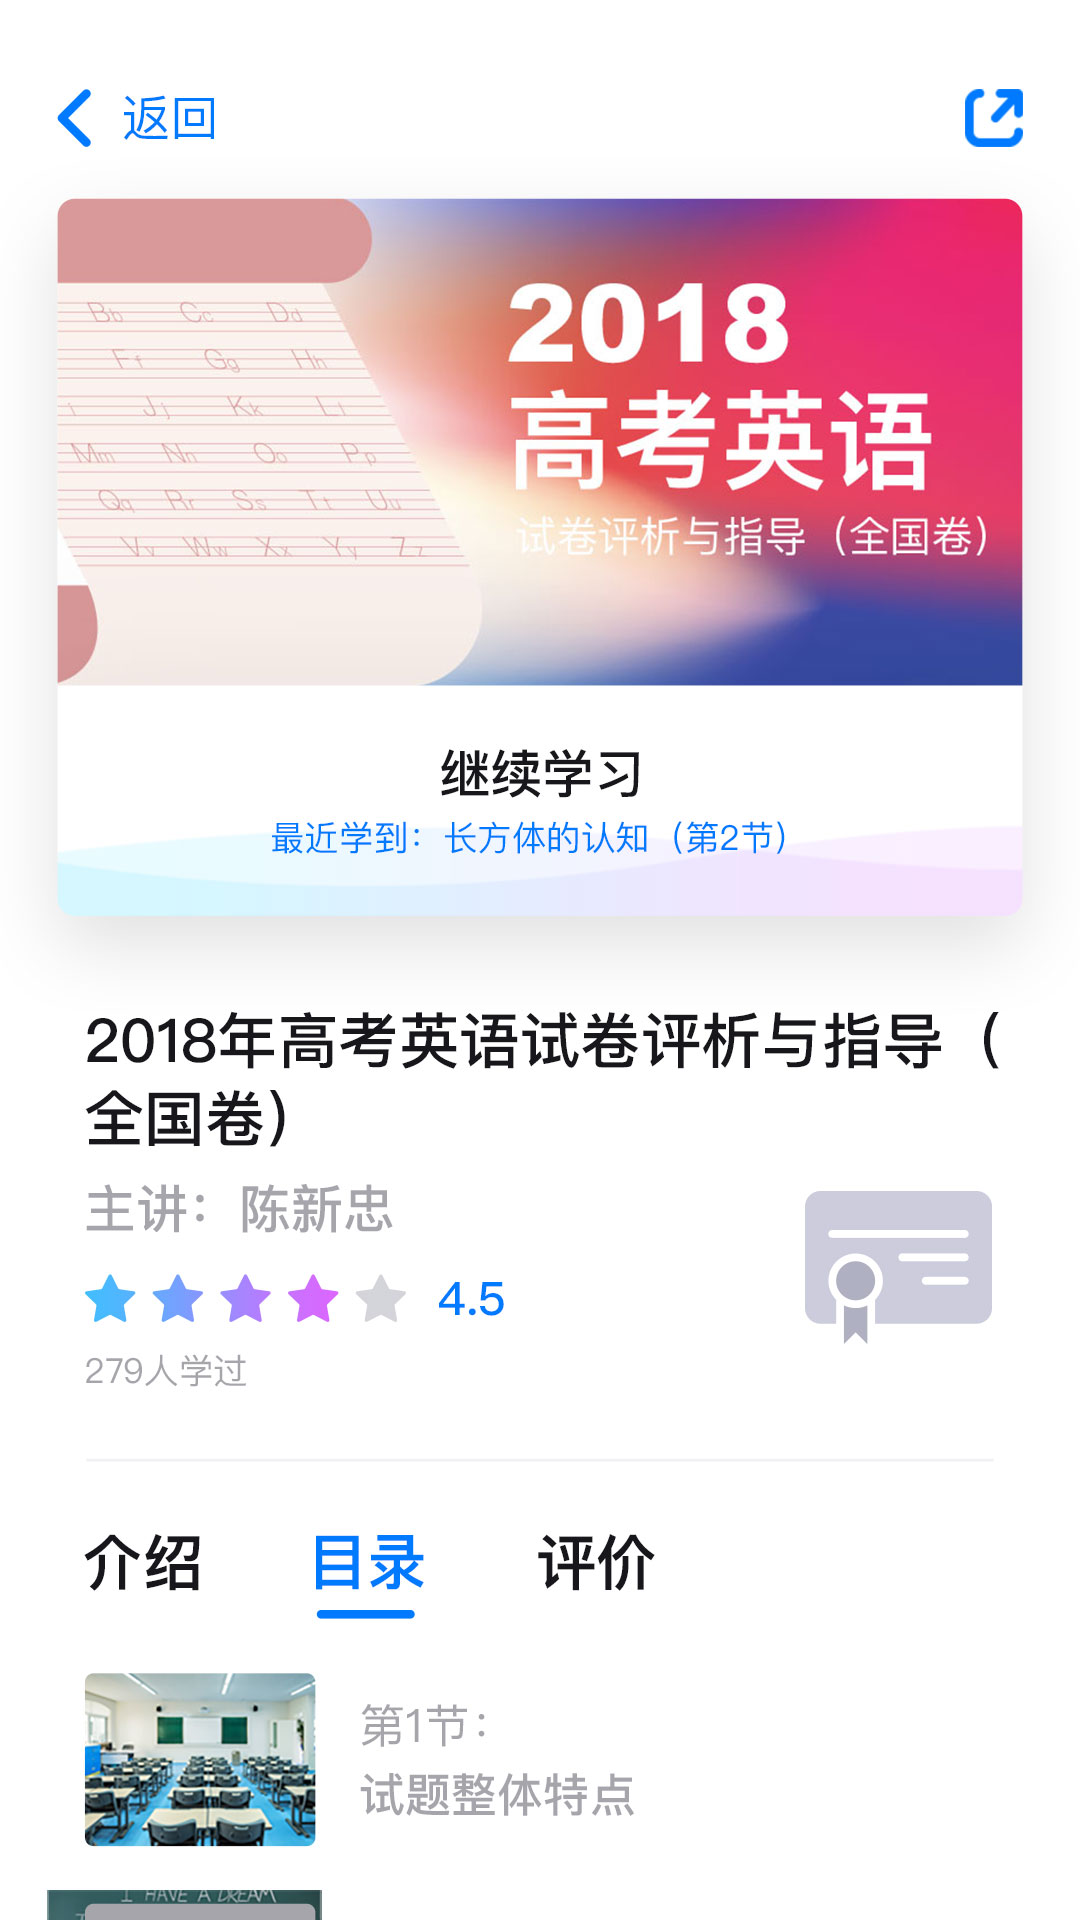 返回
Bb Cc Dd
Ff Gg Hh
i Jj Kk Ll
Mm Nn Oo Pp
Qq Rr Ss Tt Uu
Vv Ww Xx Yy Zz
2018
高考英语
试卷评析与指导（全国卷）
继续学习
最近学到：长方体的认知（第2节）
2018年高考英语试卷评析与指导（
全国卷）
主讲：陈新忠
4.5
279人学过
介绍 目录 评价
第1节：
试题整体特点
I HAVE A DREAM